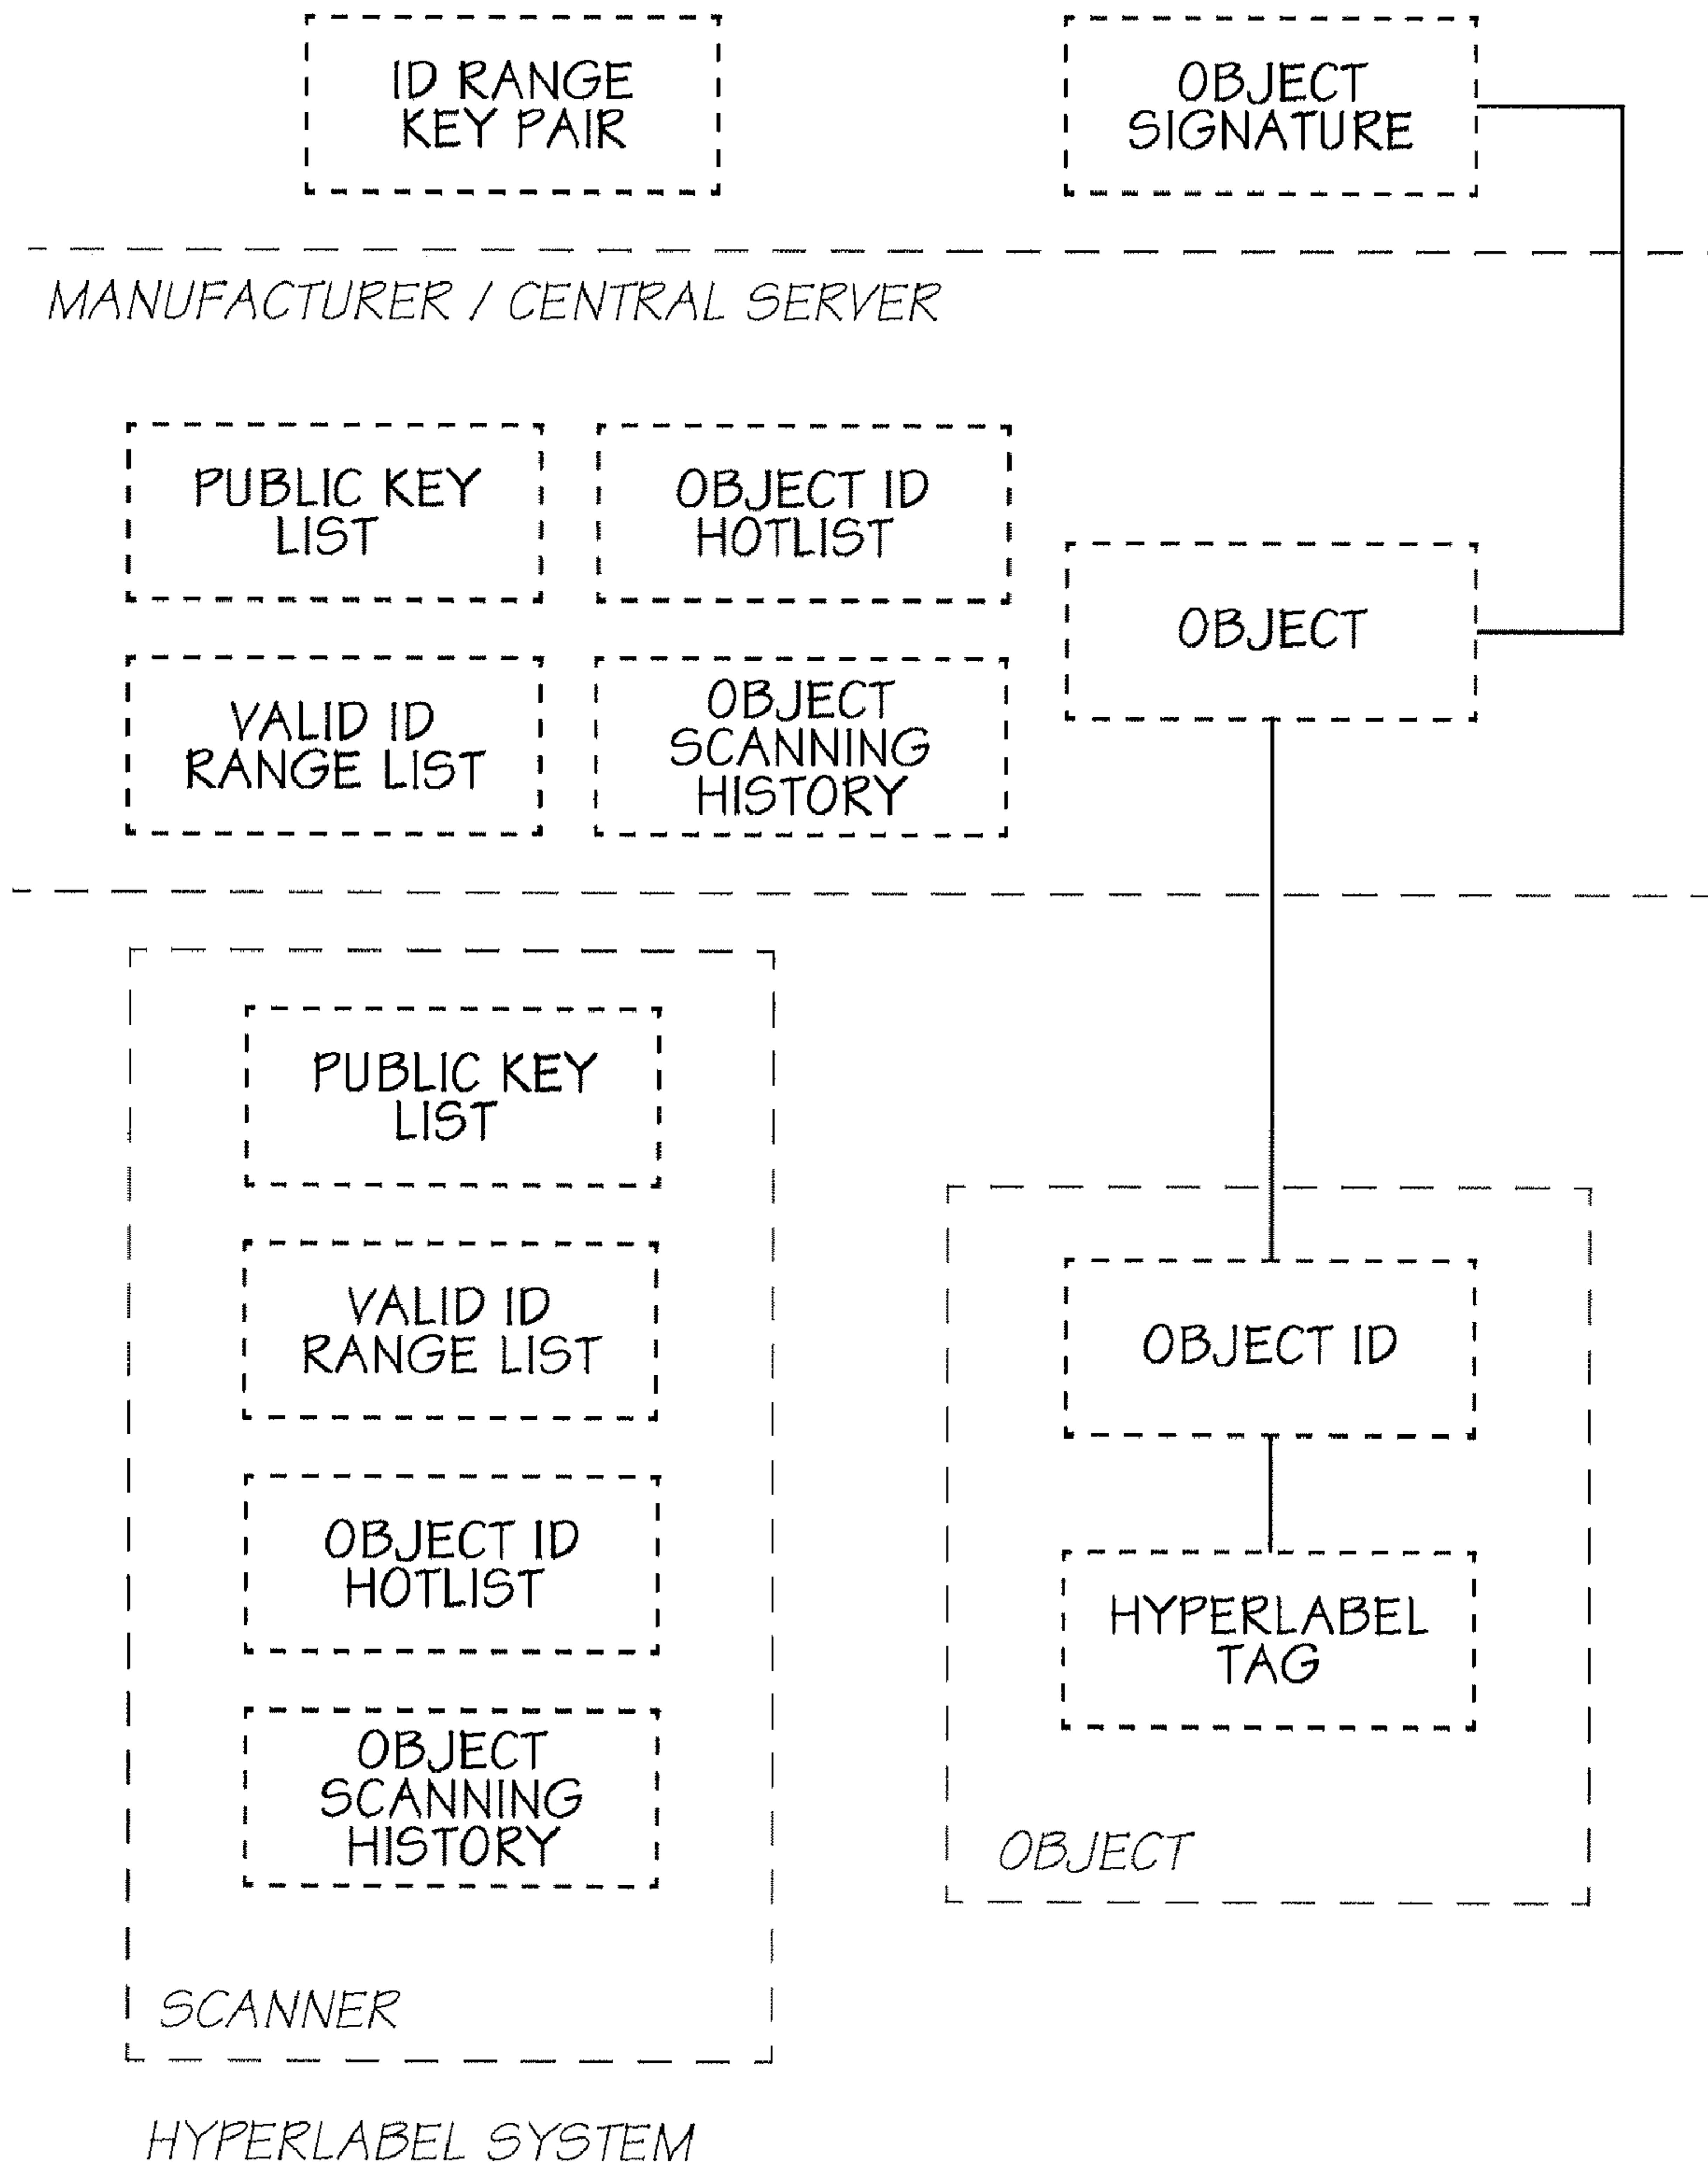 ID RANGE
KEY PAIR
OBJECT
SIGNATURE
MANUFACTURER / CENTRAL SERVER
PUBLIC KEY
LIST
OBJECT ID
HOTLIST
OBJECT
VALID ID
RANGE LIST
OBJECT
SCANNING
HISTORY
PUBLIC KEY
LIST
VALID ID
RANGE LIST
OBJECT ID
HOTLIST
OBJECT
SCANNING
HISTORY
SCANNER
OBJECT ID
HYPERLABEL
TAG
OBJECT
HYPERLABEL SYSTEM